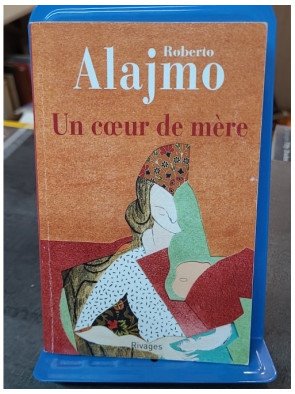 Roberto
Alajmo
Un cœur de mère
Rivages